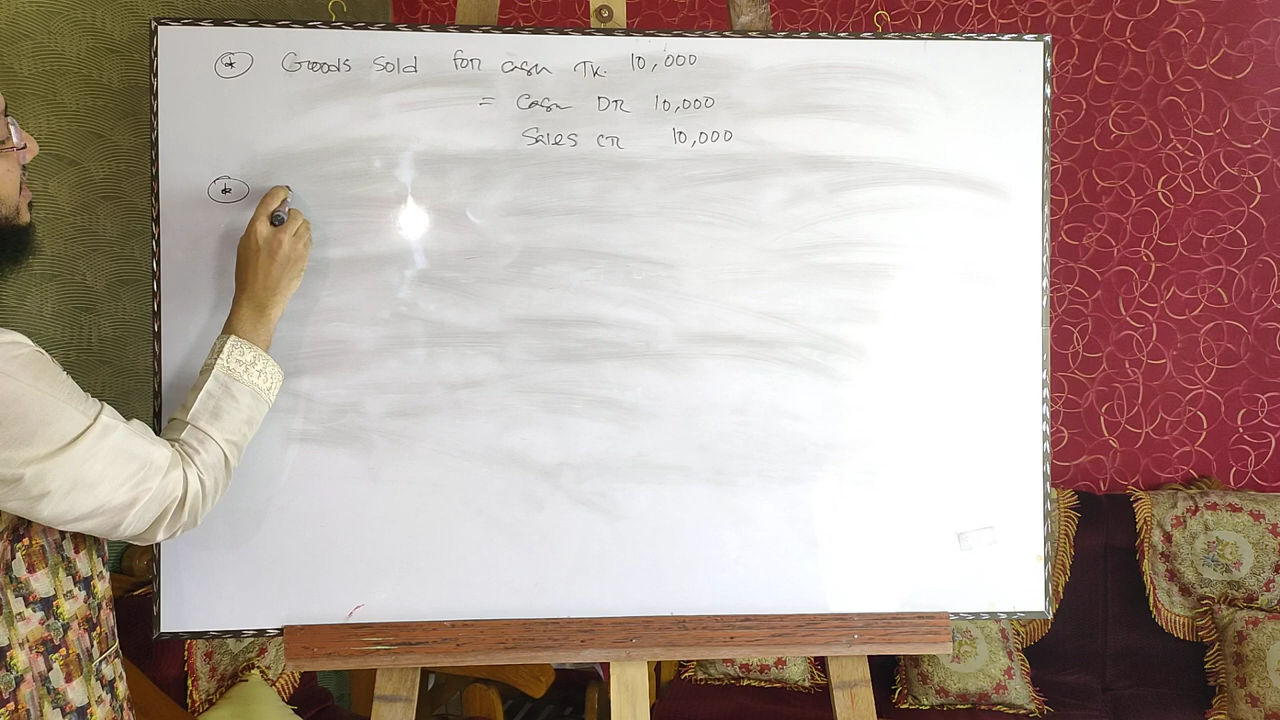 * Goods Sold for cash Tk. 10,000
= Cash DR 10,000
Sales CR 10,000
*